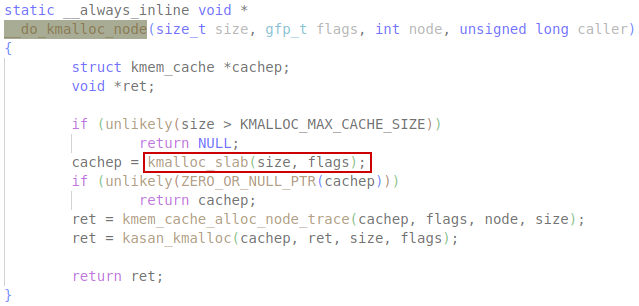 static __always_inline void *
__do_kmalloc_node(size_t size, gfp_t flags, int node, unsigned long caller)
{
struct kmem_cache *cachep;
void *ret;
if (unlikely(size > KMALLOC_MAX_CACHE_SIZE))
return NULL;
cachep = kmalloc_slab(size, flags);
if (unlikely(ZERO_OR_NULL_PTR(cachep)))
return cachep;
ret = kmem_cache_alloc_node_trace(cachep, flags, node, size);
ret = kasan_kmalloc(cachep, ret, size, flags);
return ret;
}